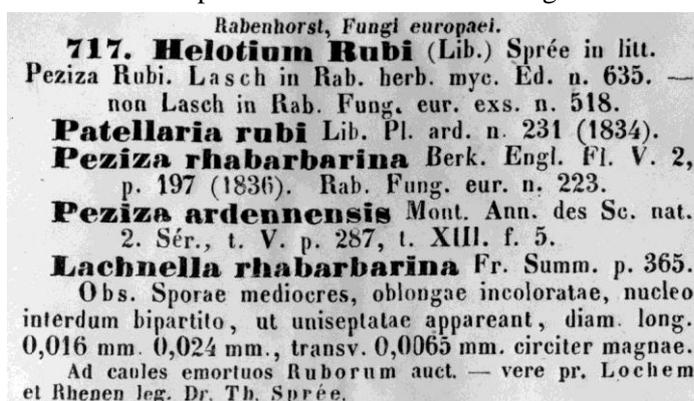 Rabenhorst, Fungi europaei.
717. Helotium Rubi (Lib.) Sprée in litt.
Peziza Rubi. Lasch in Rab. herb. myc. Ed. n. 635. —
non Lasch in Rab. Fung. eur. exs. n. 518.
Patellaria rubi Lib. Pl. ard. n. 231 (1834).
Peziza rhabarbarina Berk. Engl. Fl. V. 2,
p. 197 (1836). Rab. Fung. eur. n. 223.
Peziza ardennensis Mont. Ann. des Sc. nat.
2. Sér., t. V. p. 287, t. XIII. f. 5.
Lachnella rhabarbarina Fr. Summ. p. 365.
Obs. Sporae mediocres, oblongae incoloratae, nucleo
interdum bipartito, ut uniseptatae appareant, diam. long.
0,016 mm. 0,024 mm., transv. 0,0065 mm. circiter magnae.
Ad caules emortuos Ruborum auct. — vere pr. Lochem
et Rhenen leg. Dr. Th. Sprée.